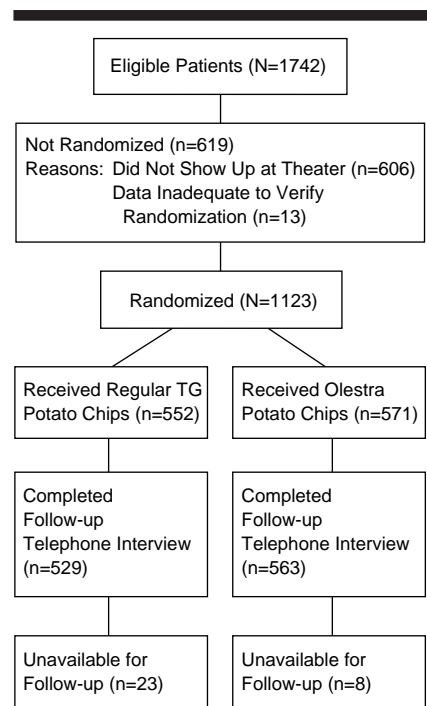 Eligible Patients (N=1742)
Not Randomized (n=619)
Reasons: Did Not Show Up at Theater (n=606)
Data Inadequate to Verify
Randomization (n=13)
Randomized (N=1123)
Received Regular TG
Potato Chips (n=552)
Received Olestra
Potato Chips (n=571)
Completed
Follow-up
Telephone Interview
(n=529)
Completed
Follow-up
Telephone Interview
(n=563)
Unavailable for
Follow-up (n=23)
Unavailable for
Follow-up (n=8)